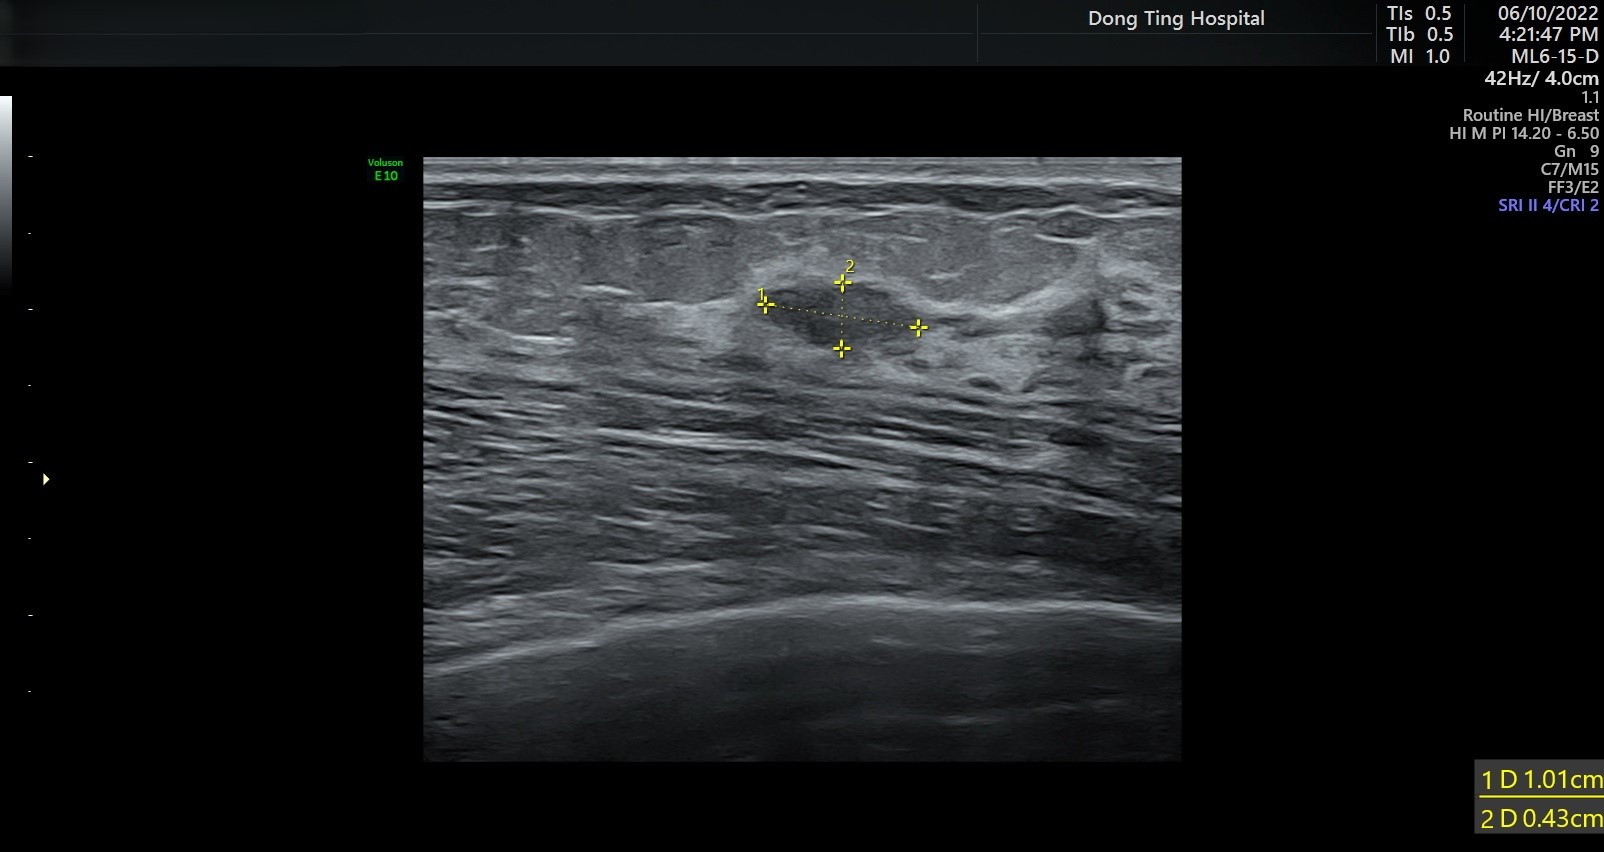 Dong Ting Hospital
TIs 0.5
TIb 0.5
MI 1.0
06/10/2022
4:21:47 PM
ML6-15-D
42Hz/ 4.0cm
1.1
Routine HI/Breast
HI M PI 14.20 - 6.50
Gn 9
C7/M15
FF3/E2
SRI II 4/CRI 2
Voluson
E10
2
1
1 D 1.01cm
2 D 0.43cm